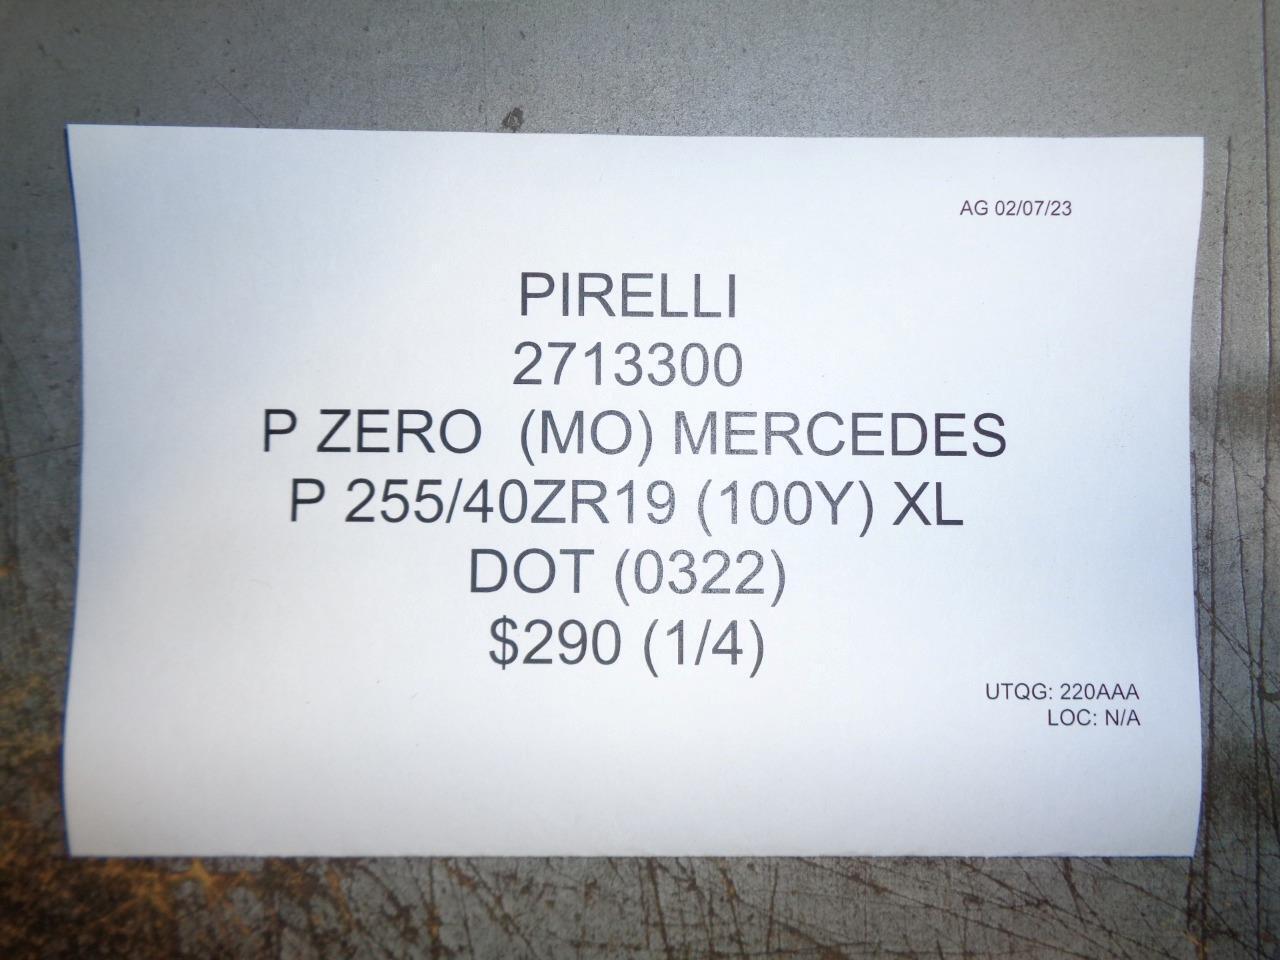 AG 02/07/23
PIRELLI
2713300
P ZERO  (MO) MERCEDES
P 255/40ZR19 (100Y) XL
DOT (0322)
$290 (1/4)
UTQG: 220AAA
LOC: N/A